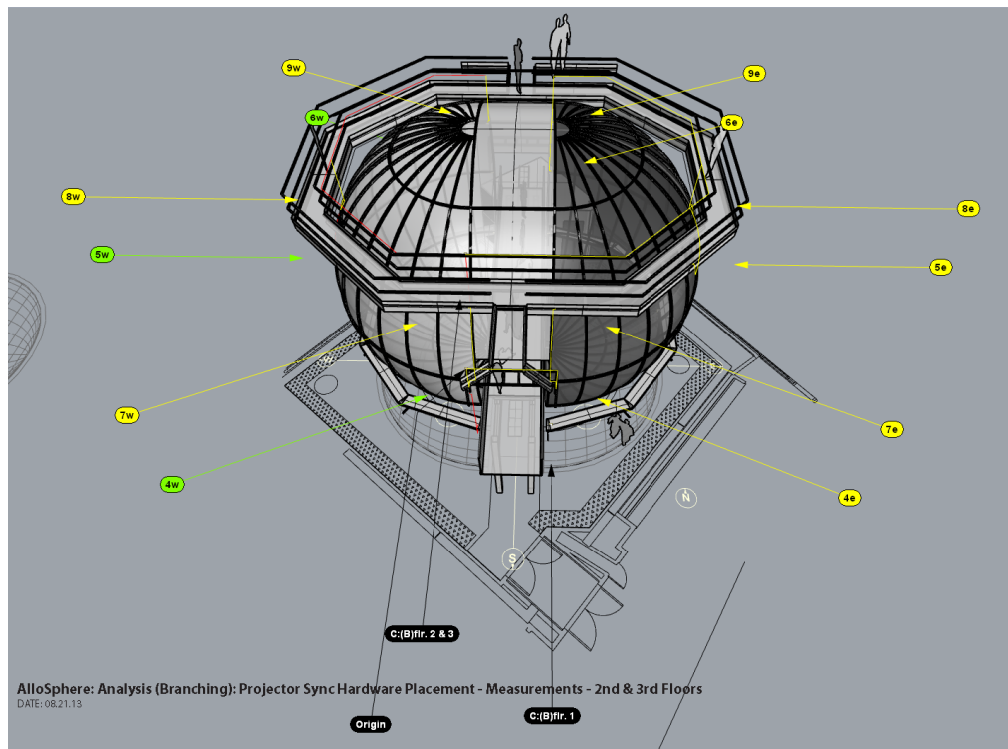 9w
9e
6w
6e
8w
8e
5w
5e
7w
7e
4w
4e
N
S
C:(B)flr. 2 & 3
C:(B)flr. 1
Origin
AlloSphere: Analysis (Branching): Projector Sync Hardware Placement - Measurements - 2nd & 3rd Floors
DATE: 08.21.13